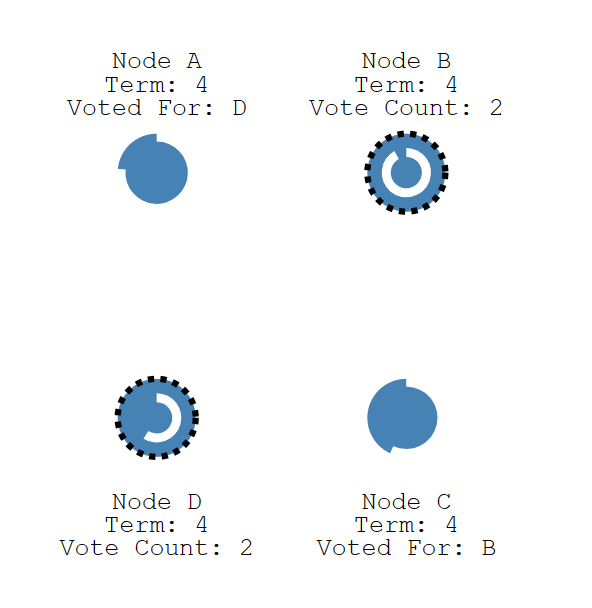 Node A
Term: 4
Voted For: D
Node B
Term: 4
Vote Count: 2
Node D
Term: 4
Vote Count: 2
Node C
Term: 4
Voted For: B